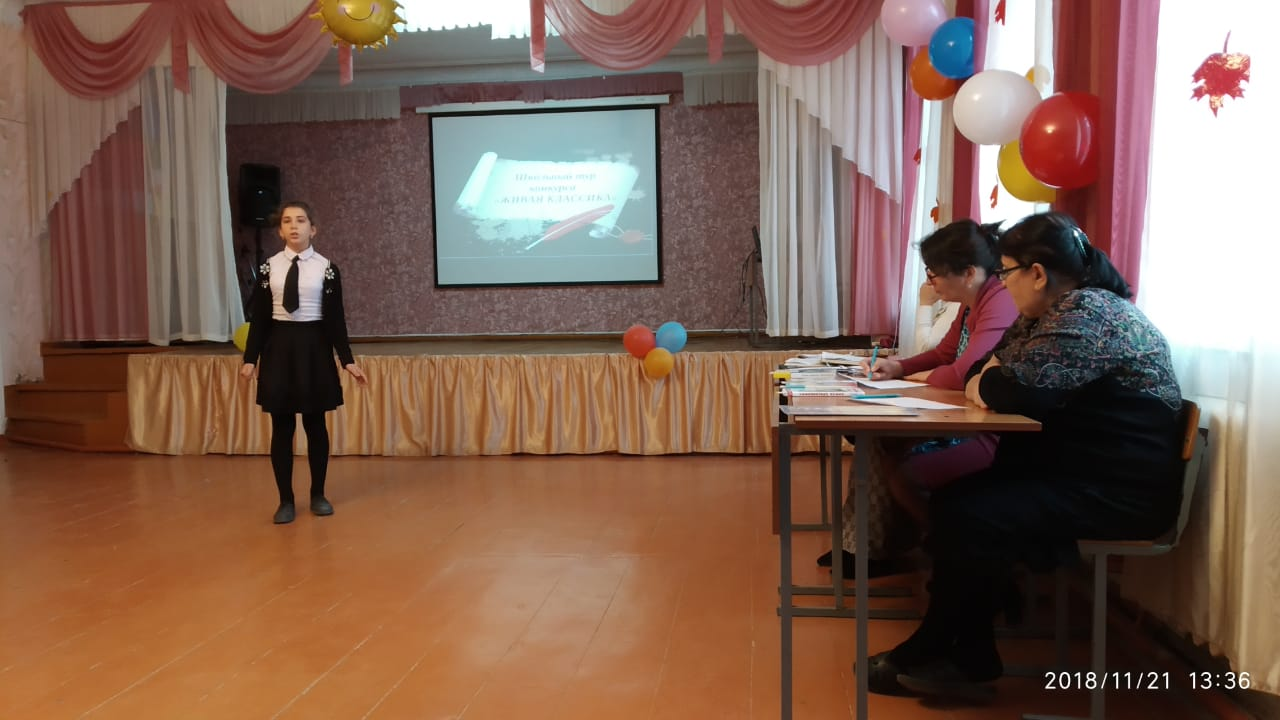 Школьный тур
конкурса
«ЖИВАЯ КЛАССИКА»
2018/11/21 13:36